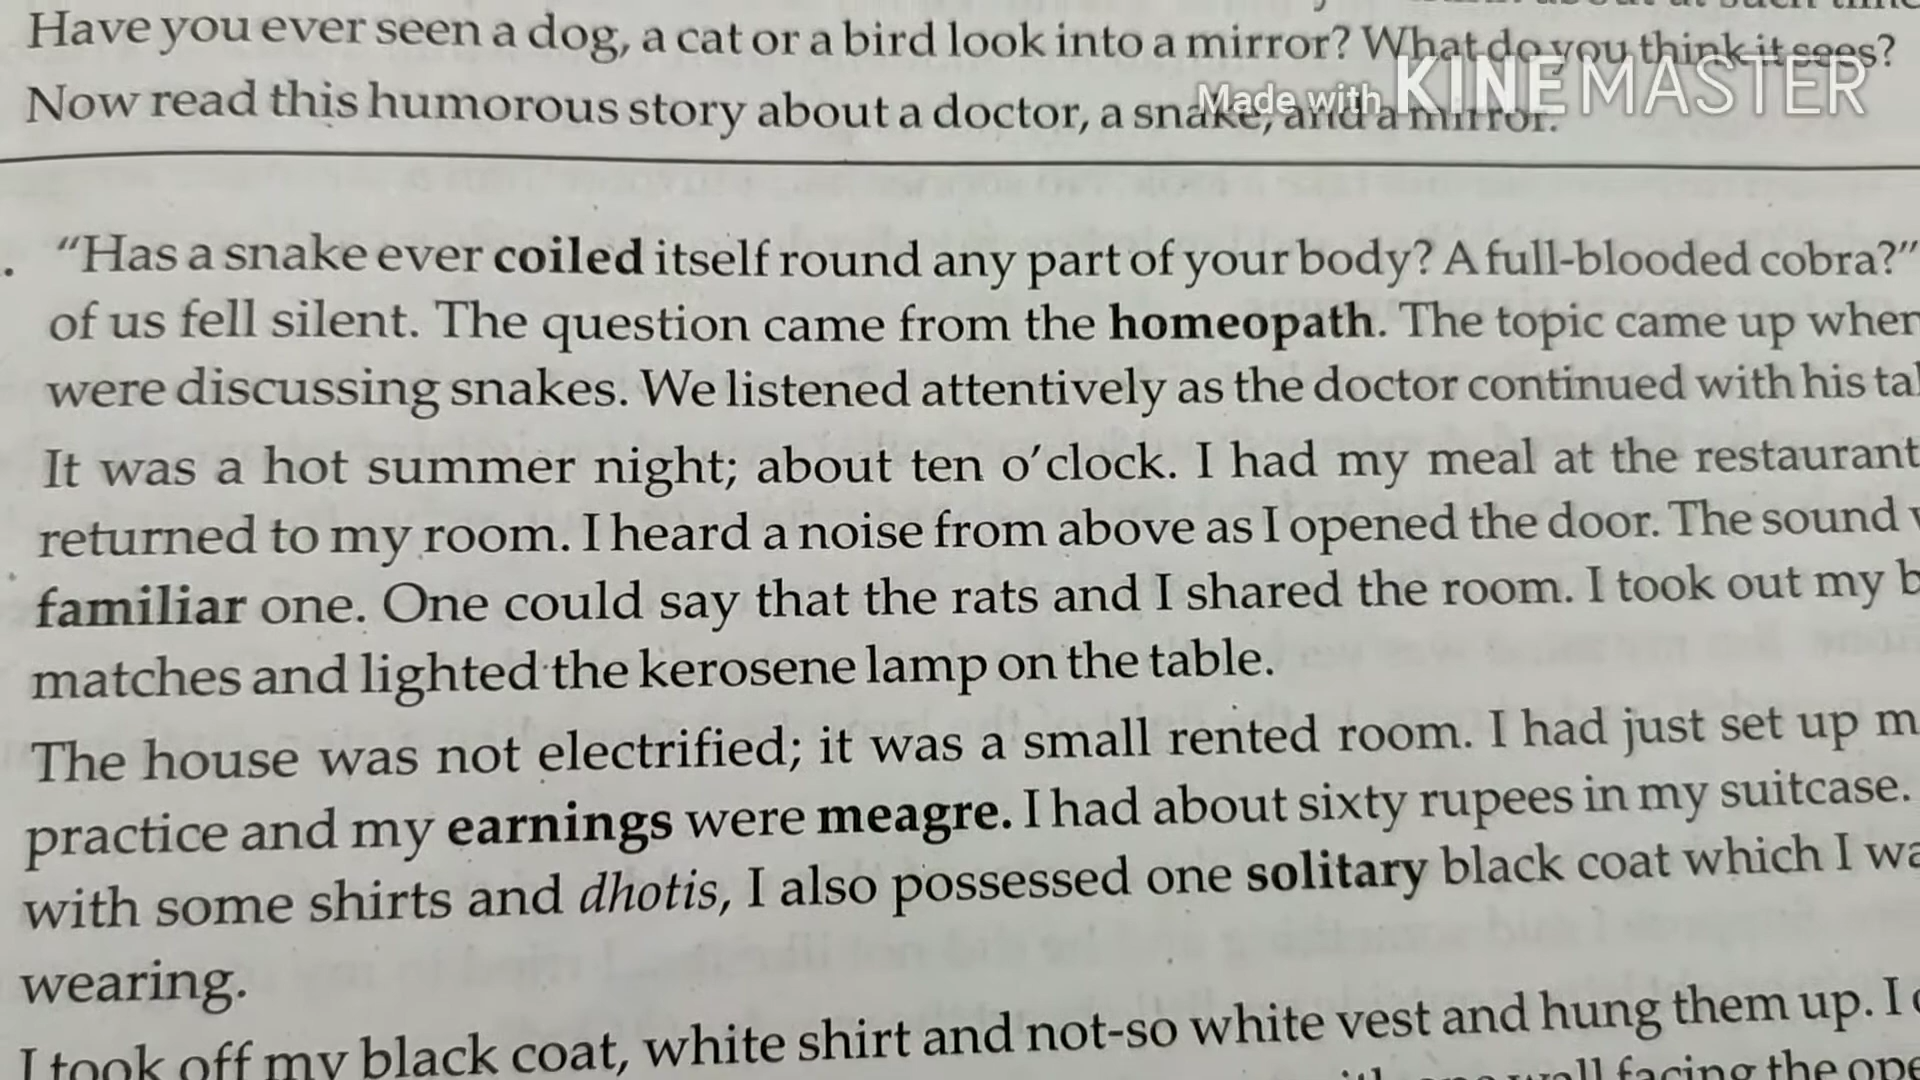 Have you ever seen a dog, a cat or a bird look into a mirror? What do you think it sees?
Made with KINEMASTER
Now read this humorous story about a doctor, a snake, and a mirror.
. "Has a snake ever coiled itself round any part of your body? A full-blooded cobra?"
of us fell silent. The question came from the homeopath. The topic came up when
were discussing snakes. We listened attentively as the doctor continued with his
It was a hot summer night; about ten o'clock. I had my meal at the restaurant
returned to my room. I heard a noise from above as I opened the door. The sound
familiar one. One could say that the rats and I shared the room. I took out my
matches and lighted the kerosene lamp on the table.
The house was not electrified; it was a small rented room. I had just set up
practice and my earnings were meagre. I had about sixty rupees in my suitcase.
with some shirts and dhotis, I also possessed one solitary black coat which I
wearing.
I took off my black coat, white shirt and not-so white vest and hung them up. I
wall facing the